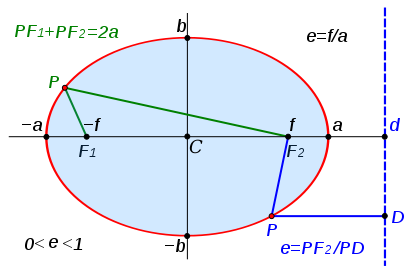 b
PF1+PF2=2a
e=f/a
P
−a
−f
f
a
d
F1
C
F2
P
D
0<e<1
−b
e=PF2/PD